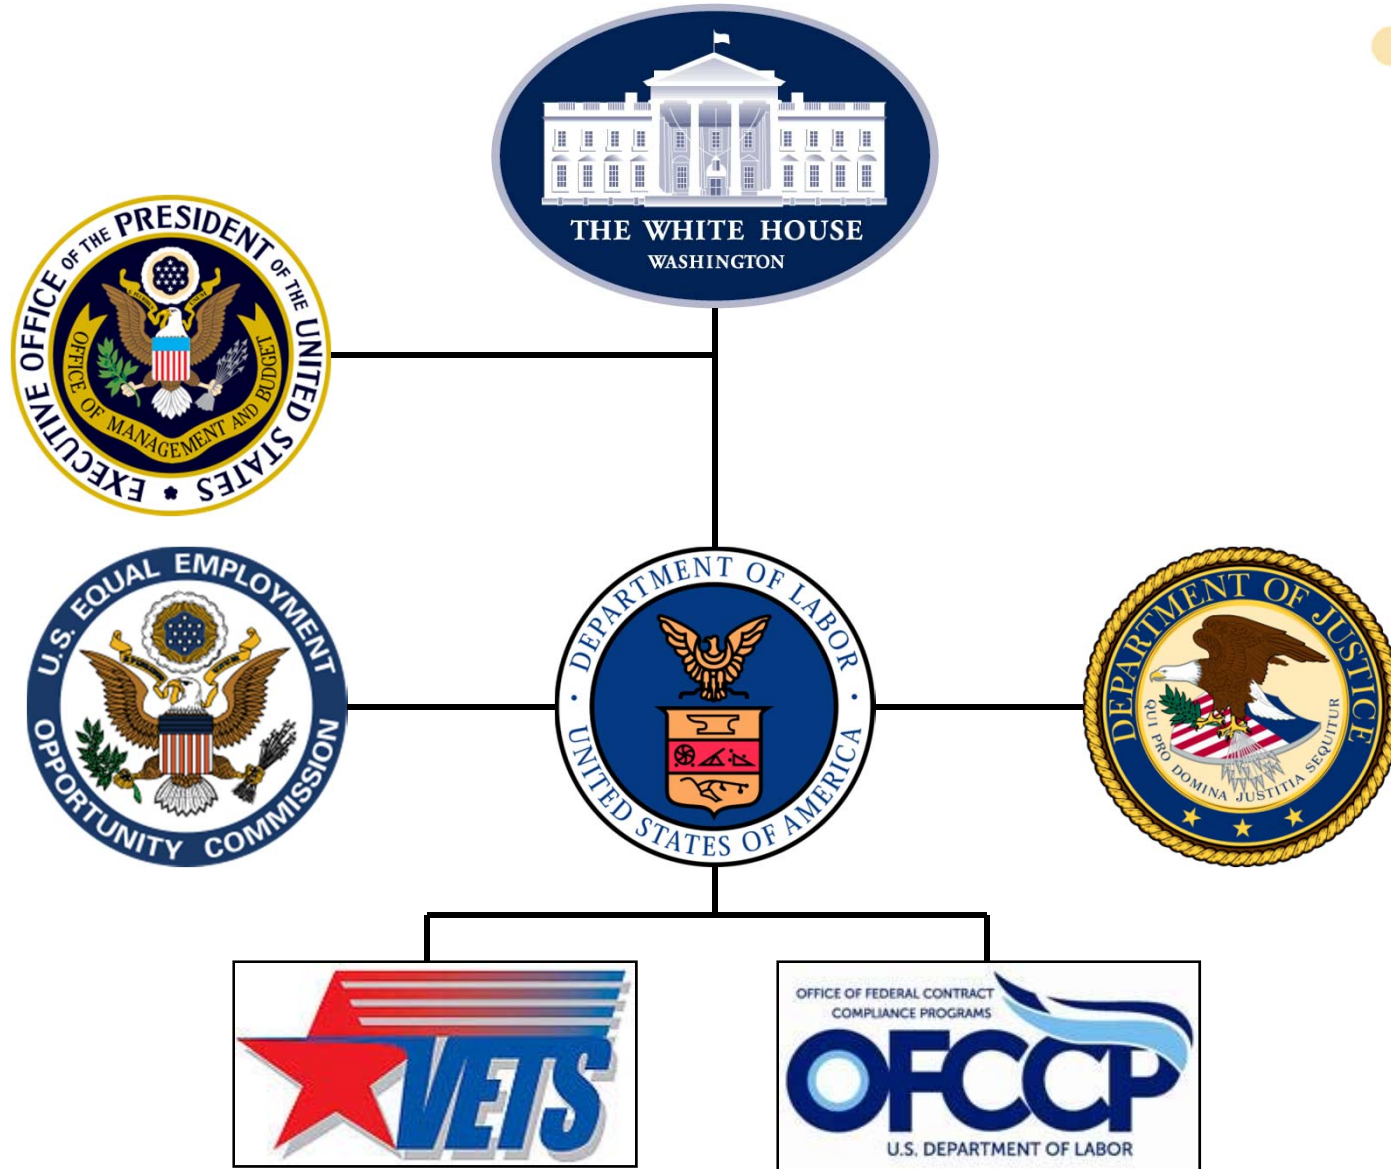 THE WHITE HOUSE
WASHINGTON
EXECUTIVE OFFICE OF THE PRESIDENT OF THE UNITED STATES
OFFICE OF MANAGEMENT AND BUDGET
U.S. EQUAL EMPLOYMENT
OPPORTUNITY COMMISSION
DEPARTMENT OF LABOR
UNITED STATES OF AMERICA
DEPARTMENT OF JUSTICE
QUI PRO DOMINA JUSTITIA SEQUITUR
VETS
OFFICE OF FEDERAL CONTRACT
COMPLIANCE PROGRAMS
OFCCP
U.S. DEPARTMENT OF LABOR